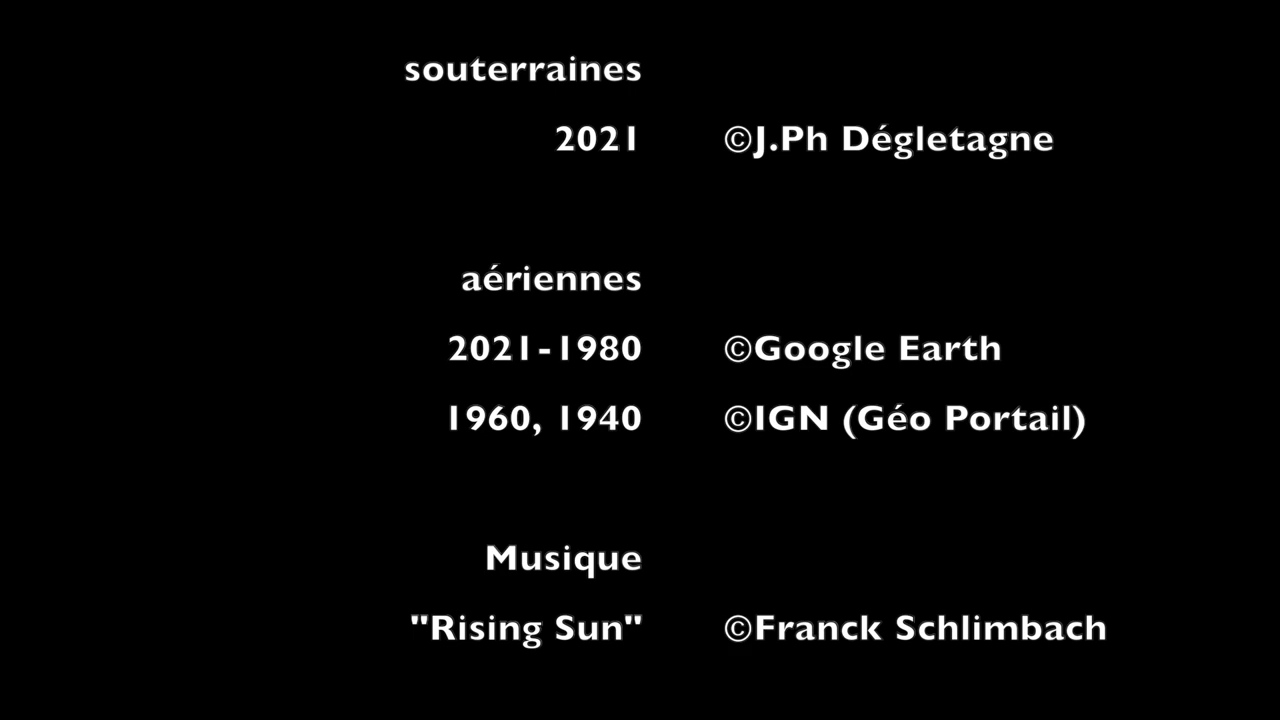 souterraines
2021 ©J.Ph Dégletagne
aériennes
2021-1980 ©Google Earth
1960, 1940 ©IGN (Géo Portail)
Musique
"Rising Sun" ©Franck Schlimbach